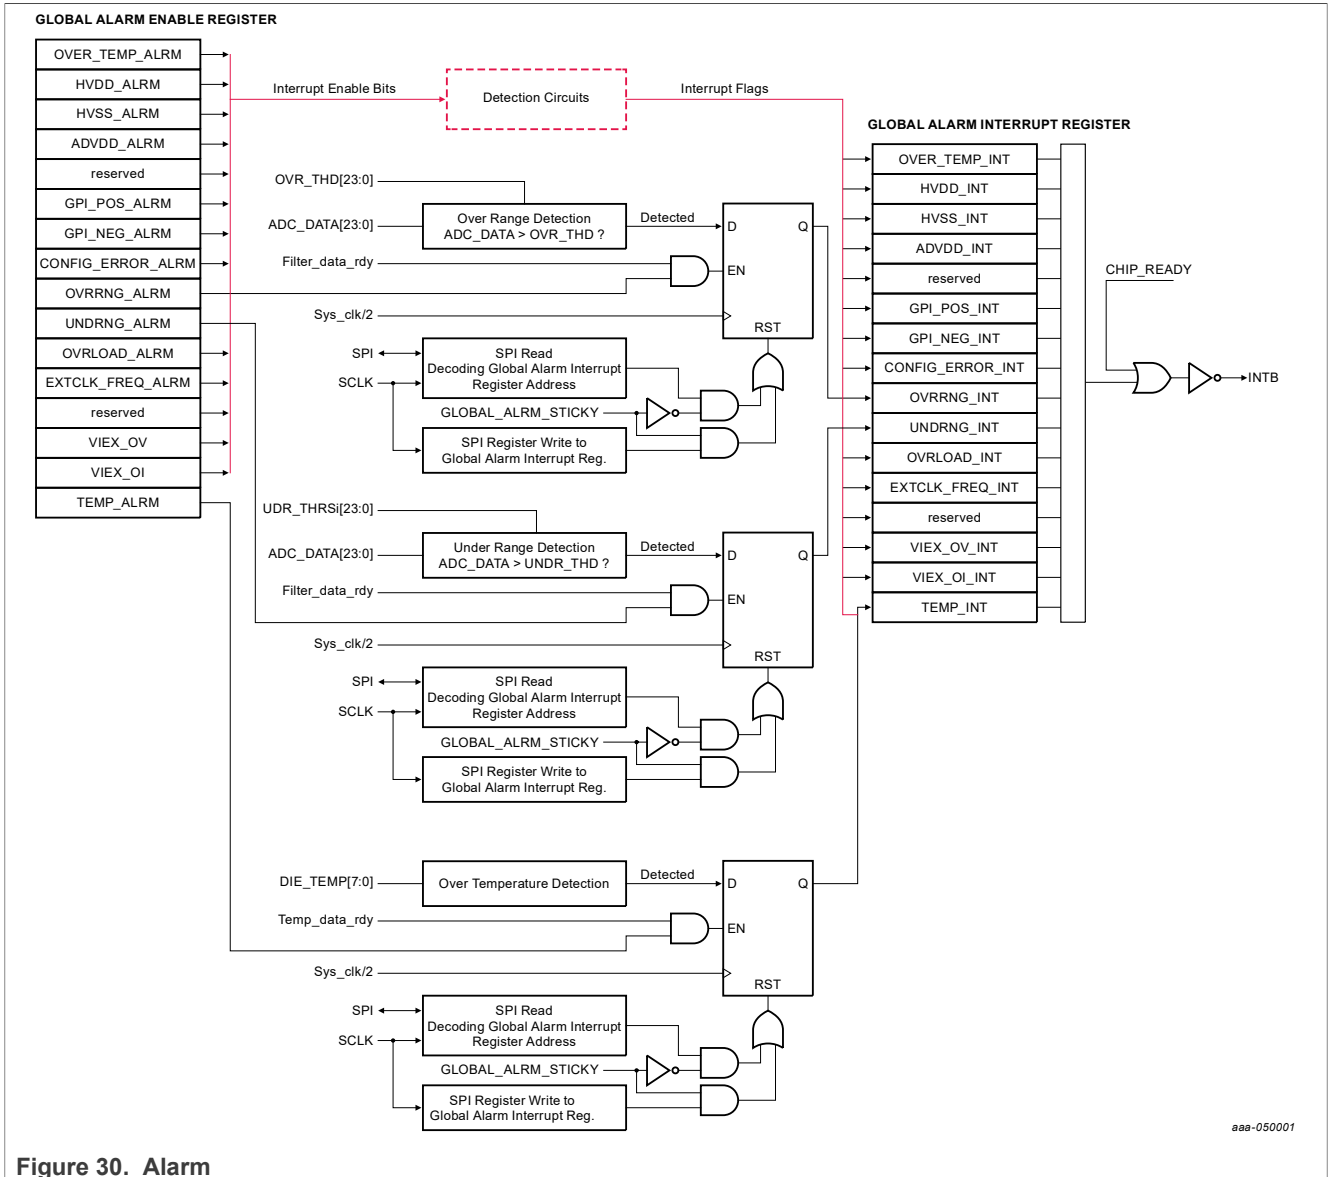 GLOBAL ALARM ENABLE REGISTER
OVER_TEMP_ALRM
HVDD_ALRM
HVSS_ALRM
ADVDD_ALRM
reserved
GPI_POS_ALRM
GPI_NEG_ALRM
CONFIG_ERROR_ALRM
OVRRNG_ALRM
UNDRNG_ALRM
OVRLOAD_ALRM
EXTCLK_FREQ_ALRM
reserved
VIEX_OV
VIEX_OI
TEMP_ALRM
Interrupt Enable Bits
Detection Circuits
Interrupt Flags
OVR_THD[23:0]
ADC_DATA[23:0]
Over Range Detection
ADC_DATA > OVR_THD ?
Detected
D
Q
Filter_data_rdy
EN
Sys_clk/2
RST
SPI
SCLK
SPI Read
Decoding Global Alarm Interrupt
Register Address
GLOBAL_ALRM_STICKY
SPI Register Write to
Global Alarm Interrupt Reg.
UDR_THRSi[23:0]
ADC_DATA[23:0]
Under Range Detection
ADC_DATA > UNDR_THD ?
Detected
D
Q
Filter_data_rdy
EN
Sys_clk/2
RST
SPI
SCLK
SPI Read
Decoding Global Alarm Interrupt
Register Address
GLOBAL_ALRM_STICKY
SPI Register Write to
Global Alarm Interrupt Reg.
DIE_TEMP[7:0]
Over Temperature Detection
Detected
D
Q
Temp_data_rdy
EN
Sys_clk/2
RST
SPI
SCLK
SPI Read
Decoding Global Alarm Interrupt
Register Address
GLOBAL_ALRM_STICKY
SPI Register Write to
Global Alarm Interrupt Reg.
GLOBAL ALARM INTERRUPT REGISTER
OVER_TEMP_INT
HVDD_INT
HVSS_INT
ADVDD_INT
reserved
GPI_POS_INT
GPI_NEG_INT
CONFIG_ERROR_INT
OVRRNG_INT
UNDRNG_INT
OVRLOAD_INT
EXTCLK_FREQ_INT
reserved
VIEX_OV_INT
VIEX_OI_INT
TEMP_INT
CHIP_READY
INTB
aaa-050001
Figure 30. Alarm